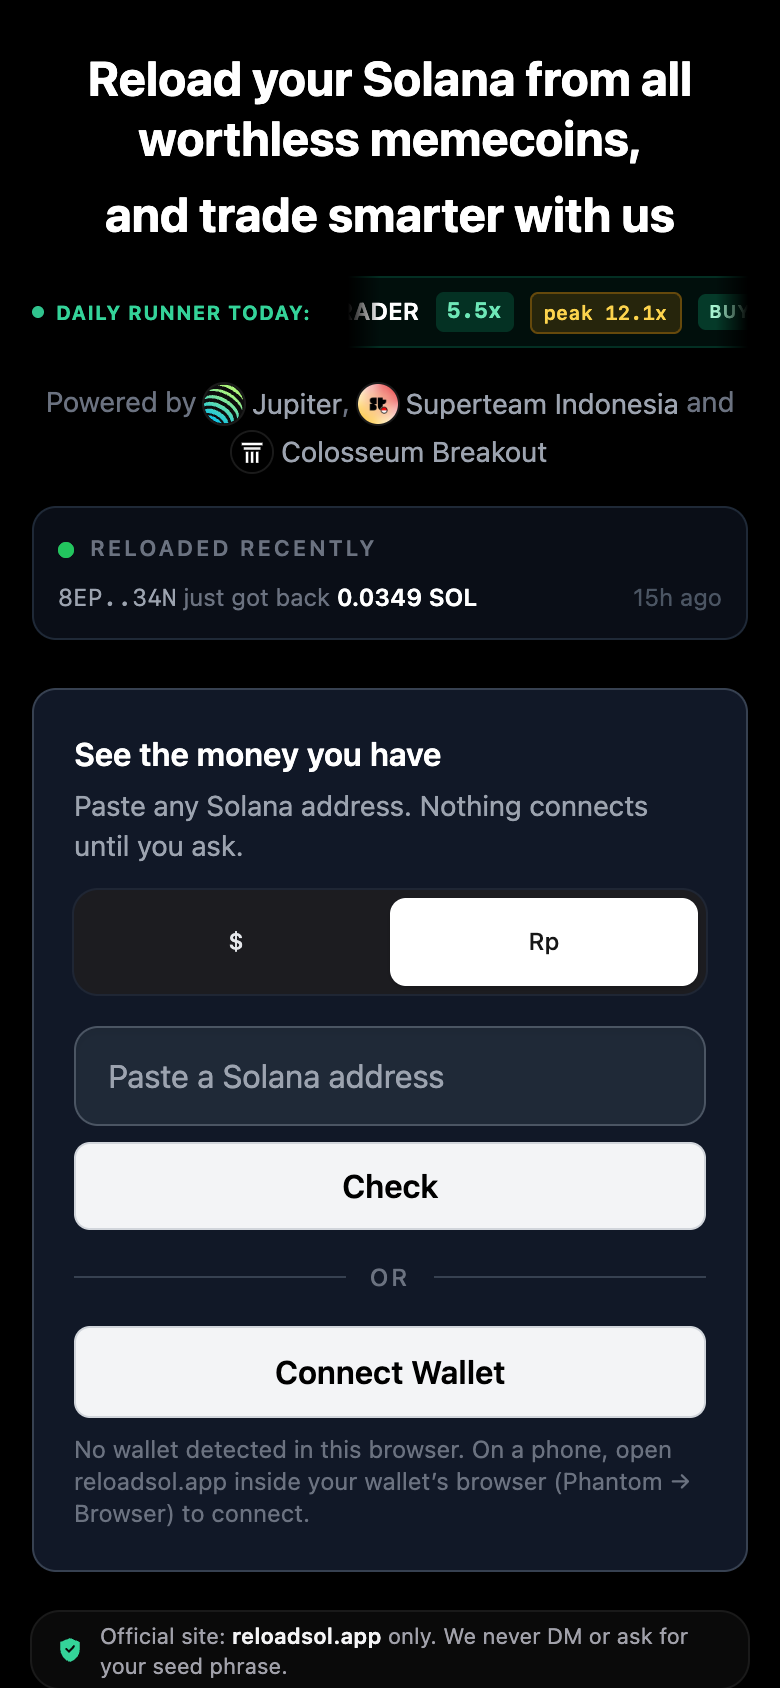 Reload your Solana from all
worthless memecoins,
and trade smarter with us
DAILY RUNNER TODAY:
5.5x
peak 12.1x
Powered by Jupiter, Superteam Indonesia and
Colosseum Breakout
RELOADED RECENTLY
8EP..34N just got back 0.0349 SOL
15h ago
See the money you have
Paste any Solana address. Nothing connects
until you ask.
$
Rp
Paste a Solana address
Check
OR
Connect Wallet
No wallet detected in this browser. On a phone, open
reloadsol.app inside your wallet’s browser (Phantom →
Browser) to connect.
Official site: reloadsol.app only. We never DM or ask for
your seed phrase.